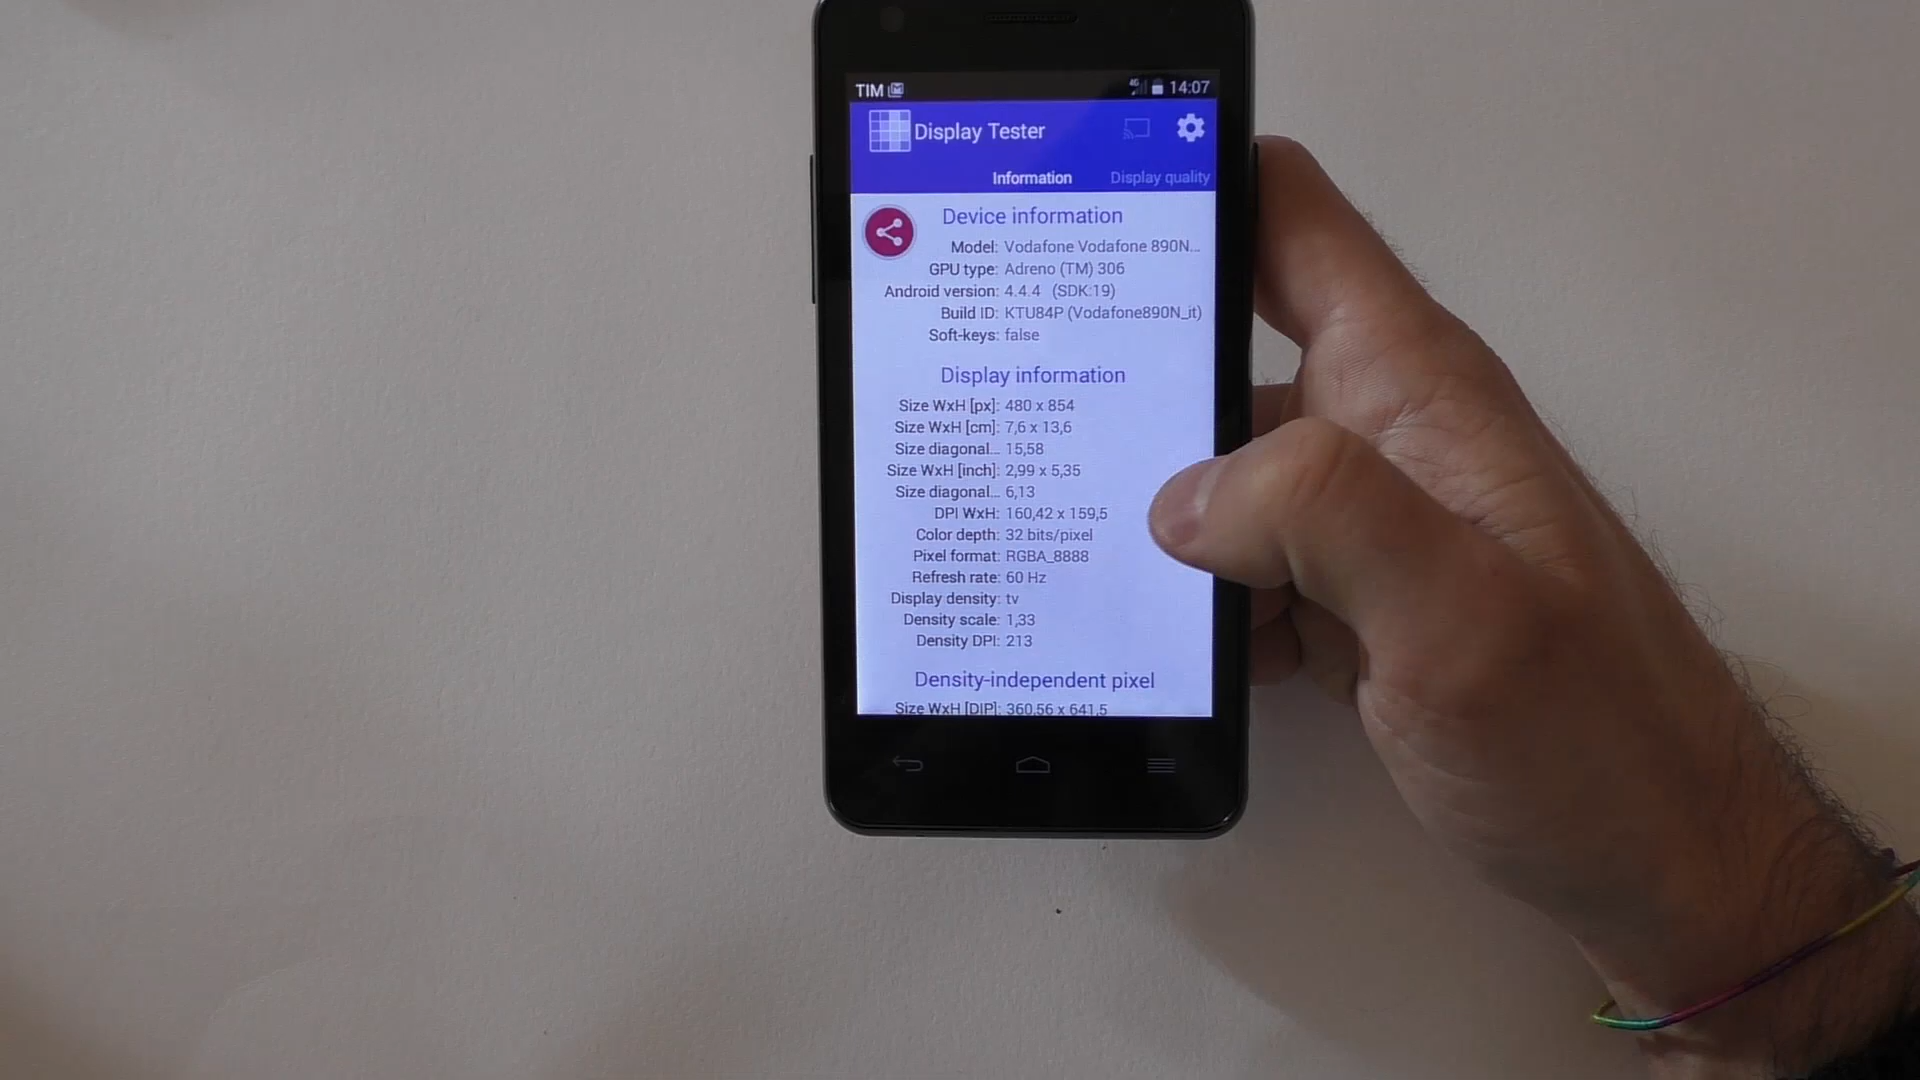 TIM 4G 14:07
Display Tester
Information Display quality
Device information
Model: Vodafone Vodafone 890N...
GPU type: Adreno (TM) 306
Android version: 4.4.4 (SDK:19)
Build ID: KTU84P (Vodafone890N_it)
Soft-keys: false
Display information
Size WxH [px]: 480 x 854
Size WxH [cm]: 7,6 x 13,6
Size diagonal... 15,58
Size WxH [inch]: 2,99 x 5,35
Size diagonal... 6,13
DPI WxH: 160,42 x 159,5
Color depth: 32 bits/pixel
Pixel format: RGBA_8888
Refresh rate: 60 Hz
Display density: tv
Density scale: 1,33
Density DPI: 213
Density-independent pixel
Size WxH [DIP]: 360,56 x 641,5